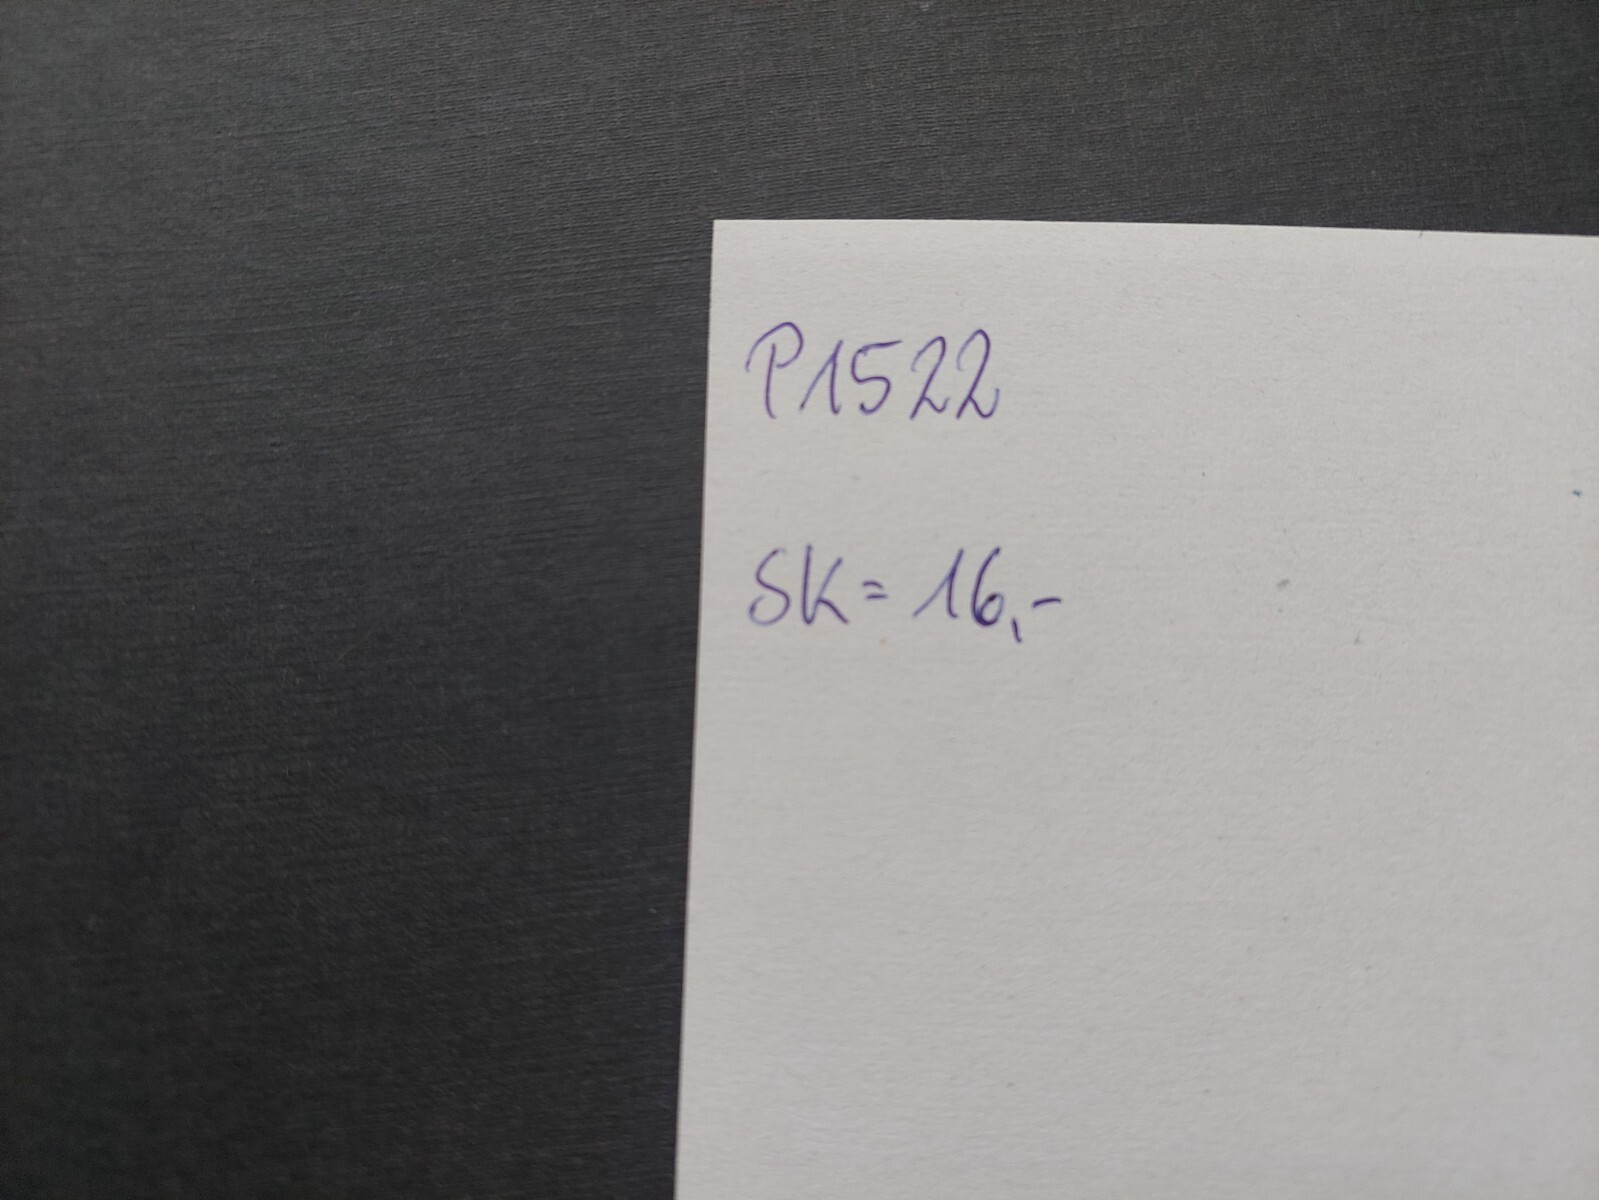 P1522
SK= 16,-